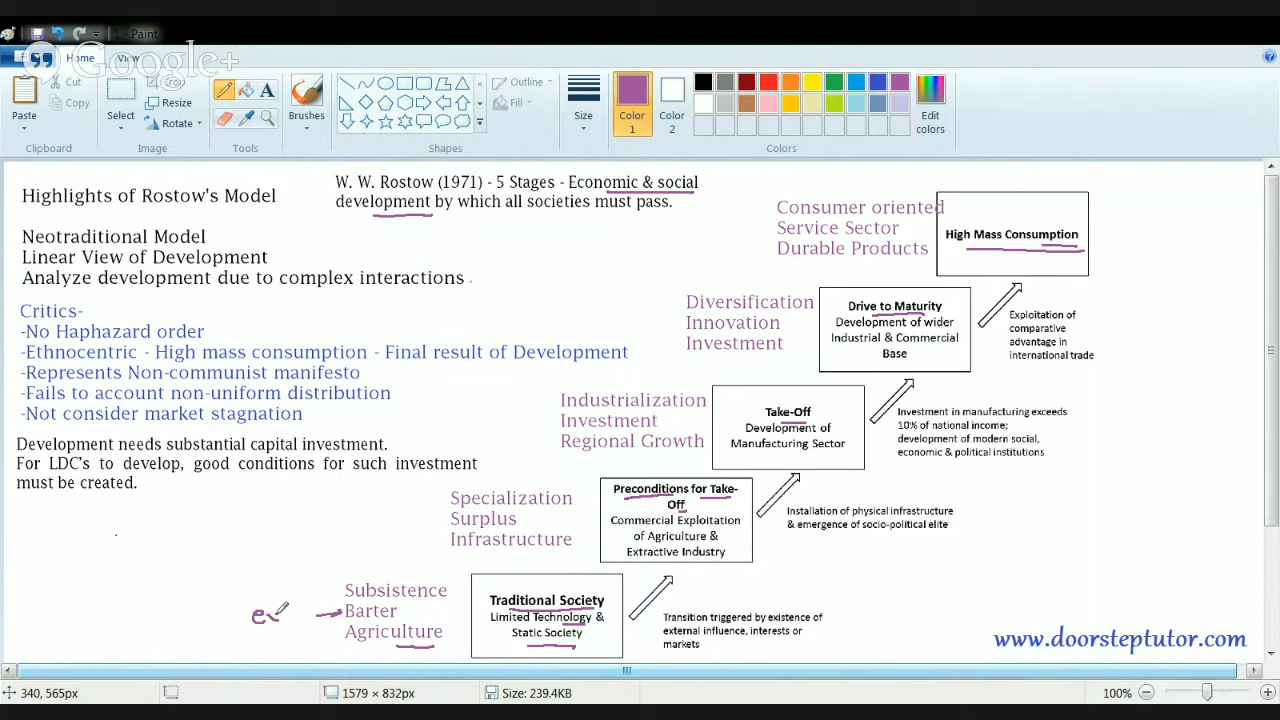 1 - Paint
Google+
Home
View
Paste
Cut
Copy
Clipboard
Select
Crop
Resize
Rotate
Image
Tools
Brushes
Shapes
Outline
Fill
Size
Color
1
Color
2
Edit
colors
Colors
Highlights of Rostow's Model
W. W. Rostow (1971) - 5 Stages - Economic & social
development by which all societies must pass.
Neotraditional Model
Linear View of Development
Analyze development due to complex interactions
Critics-
-No Haphazard order
-Ethnocentric - High mass consumption - Final result of Development
-Represents Non-communist manifesto
-Fails to account non-uniform distribution
-Not consider market stagnation
Development needs substantial capital investment.
For LDC's to develop, good conditions for such investment
must be created.
Consumer oriented
Service Sector
Durable Products
High Mass Consumption
Diversification
Innovation
Investment
Drive to Maturity
Development of wider
Industrial & Commercial
Base
Exploitation of
comparative
advantage in
international trade
Industrialization
Investment
Regional Growth
Take-Off
Development of
Manufacturing Sector
Investment in manufacturing exceeds
10% of national income;
development of modern social,
economic & political institutions
Specialization
Surplus
Infrastructure
Preconditions for Take-
Off
Commercial Exploitation
of Agriculture &
Extractive Industry
Installation of physical infrastructure
& emergence of socio-political elite
Subsistence
Barter
Agriculture
Traditional Society
Limited Technology &
Static Society
Transition triggered by existence of
external influence, interests or
markets
www.doorsteptutor.com
340, 565px
1579 × 832px
Size: 239.4KB
100%